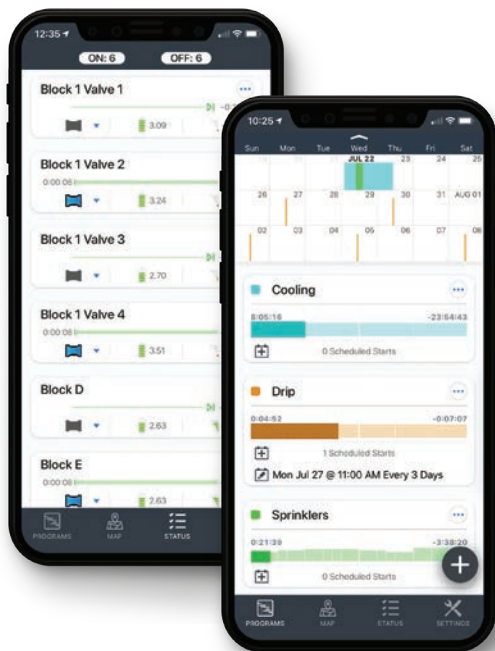 12:35
ON: 6
OFF: 6
Block 1 Valve 1
3.09
Block 1 Valve 2
0:00:08
3.24
Block 1 Valve 3
2.70
Block 1 Valve 4
0:00:08
3.51
Block D
2.63
Block E
0:00:08
2.63
PROGRAMS
MAP
STATUS
10:25
Sun Mon Tue Wed Thu Fri Sat
JUL 22 23 24 25
26 27 28 29 30 31 AUG 01
02 03 04 05 06 07 08
Cooling
-23:54:43
0 Scheduled Starts
Drip
0:04:52 -0:07:07
1 Scheduled Starts
Mon Jul 27 @ 11:00 AM Every 3 Days
Sprinklers
0:21:39 -3:38:20
0 Scheduled Starts
PROGRAMS
MAP
STATUS
SETTINGS